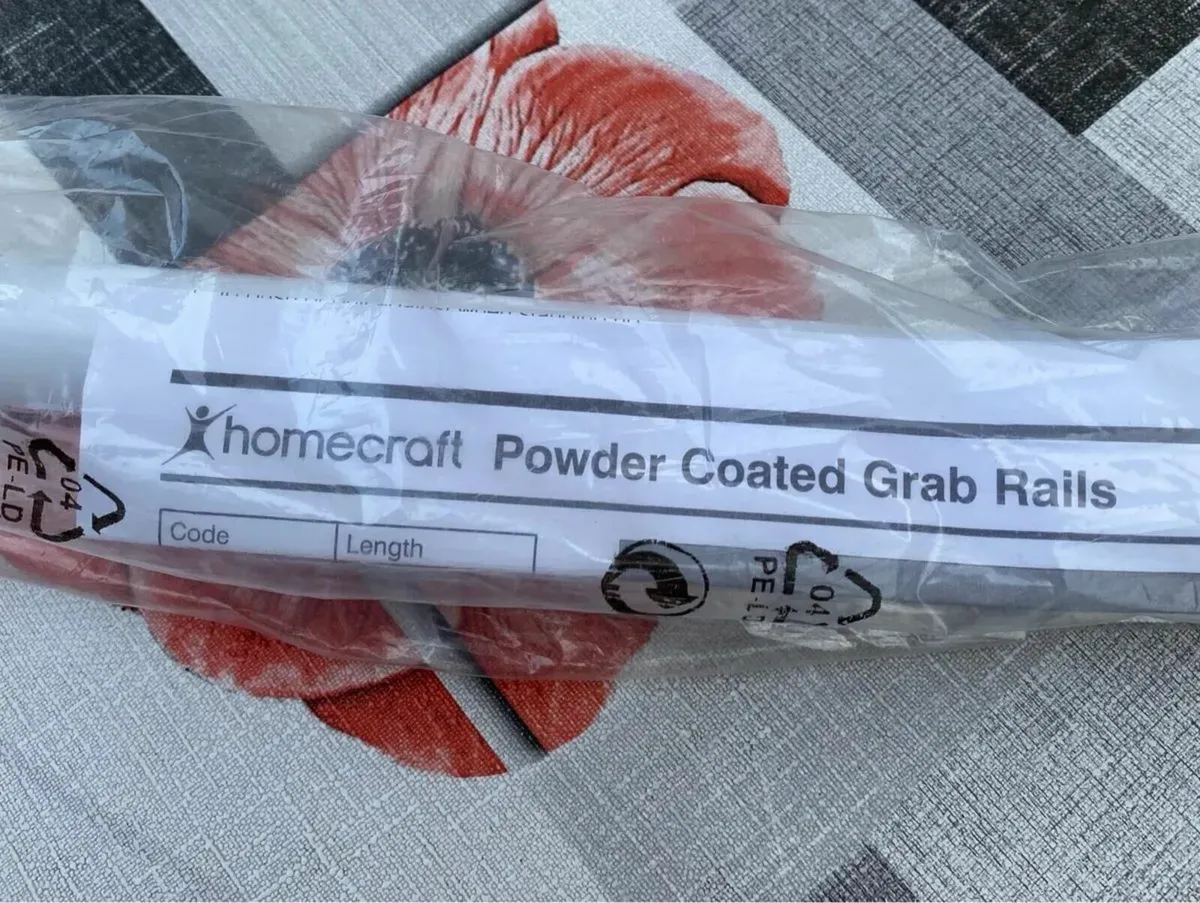 homecraft Powder Coated Grab Rails
Code Length
04
PE-LD
04
PE-LD